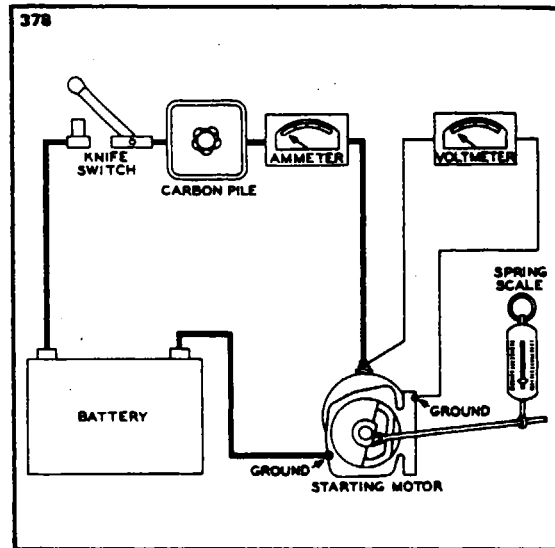 378
KNIFE
SWITCH
CARBON PILE
AMMETER
VOLTMETER
SPRING
SCALE
BATTERY
GROUND
GROUND
STARTING MOTOR